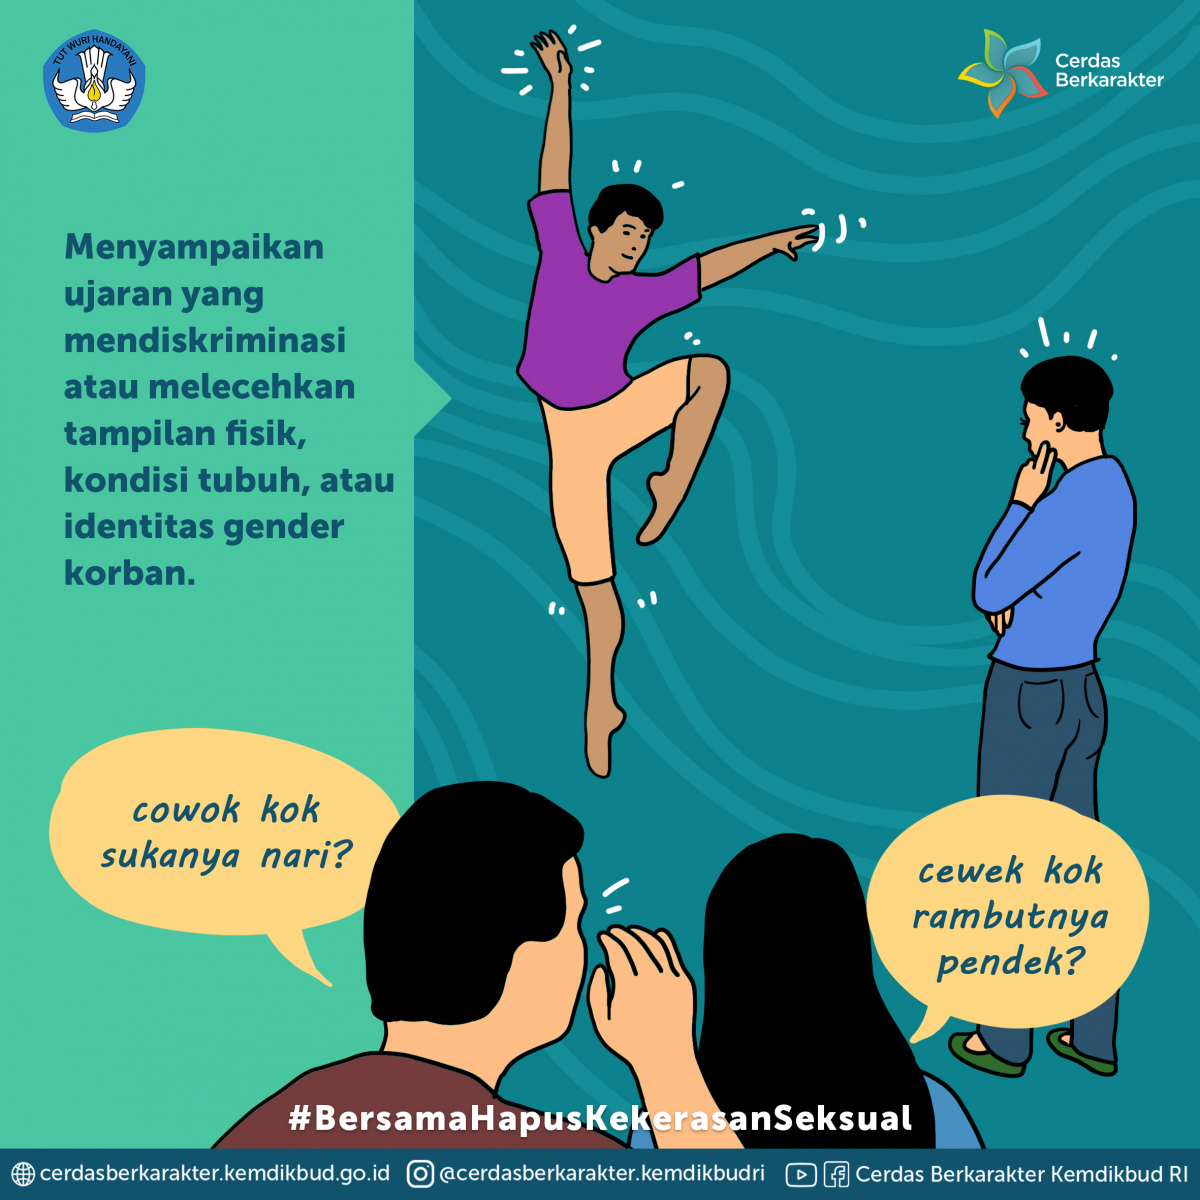 TUT WURI HANDAYANI
Cerdas
Berkarakter
Menyampaikan
ujaran yang
mendiskriminasi
atau melecehkan
tampilan fisik,
kondisi tubuh, atau
identitas gender
korban.
cowok kok
sukanya nari?
cewek kok
rambutnya
pendek?
#BersamaHapusKekerasanSeksual
cerdasberkarakter.kemdikbud.go.id
@cerdasberkarakter.kemdikbudri
Cerdas Berkarakter Kemdikbud RI